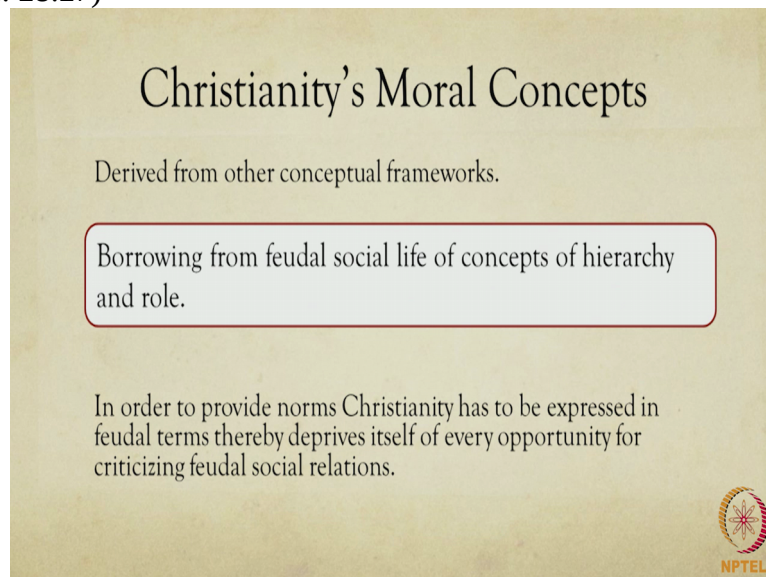 Christianity's Moral Concepts
Derived from other conceptual frameworks.
Borrowing from feudal social life of concepts of hierarchy
and role.
In order to provide norms Christianity has to be expressed in
feudal terms thereby deprives itself of every opportunity for
criticizing feudal social relations.
NPTEL